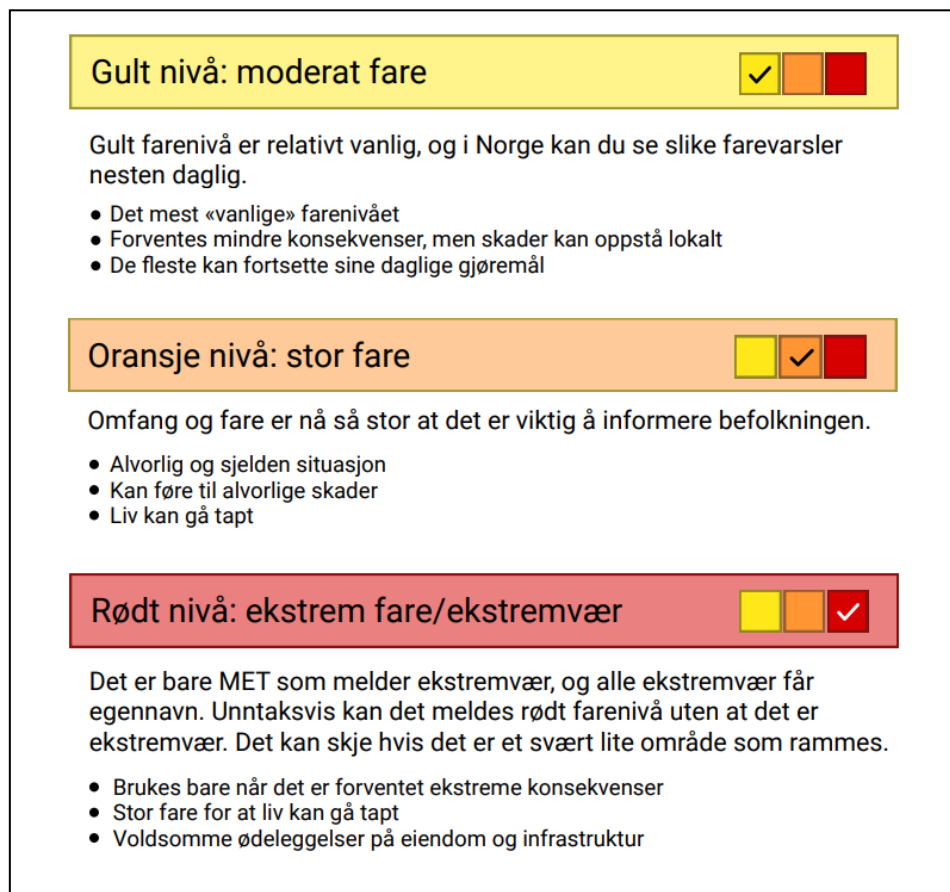 Gult nivå: moderat fare
Gult farenivå er relativt vanlig, og i Norge kan du se slike farevarsler
nesten daglig.
● Det mest «vanlige» farenivået
● Forventes mindre konsekvenser, men skader kan oppstå lokalt
● De fleste kan fortsette sine daglige gjøremål
Oransje nivå: stor fare
Omfang og fare er nå så stor at det er viktig å informere befolkningen.
● Alvorlig og sjelden situasjon
● Kan føre til alvorlige skader
● Liv kan gå tapt
Rødt nivå: ekstrem fare/ekstremvær
Det er bare MET som melder ekstremvær, og alle ekstremvær får
egennavn. Unntaksvis kan det meldes rødt farenivå uten at det er
ekstremvær. Det kan skje hvis det er et svært lite område som rammes.
● Brukes bare når det er forventet ekstreme konsekvenser
● Stor fare for at liv kan gå tapt
● Voldsomme ødeleggelser på eiendom og infrastruktur